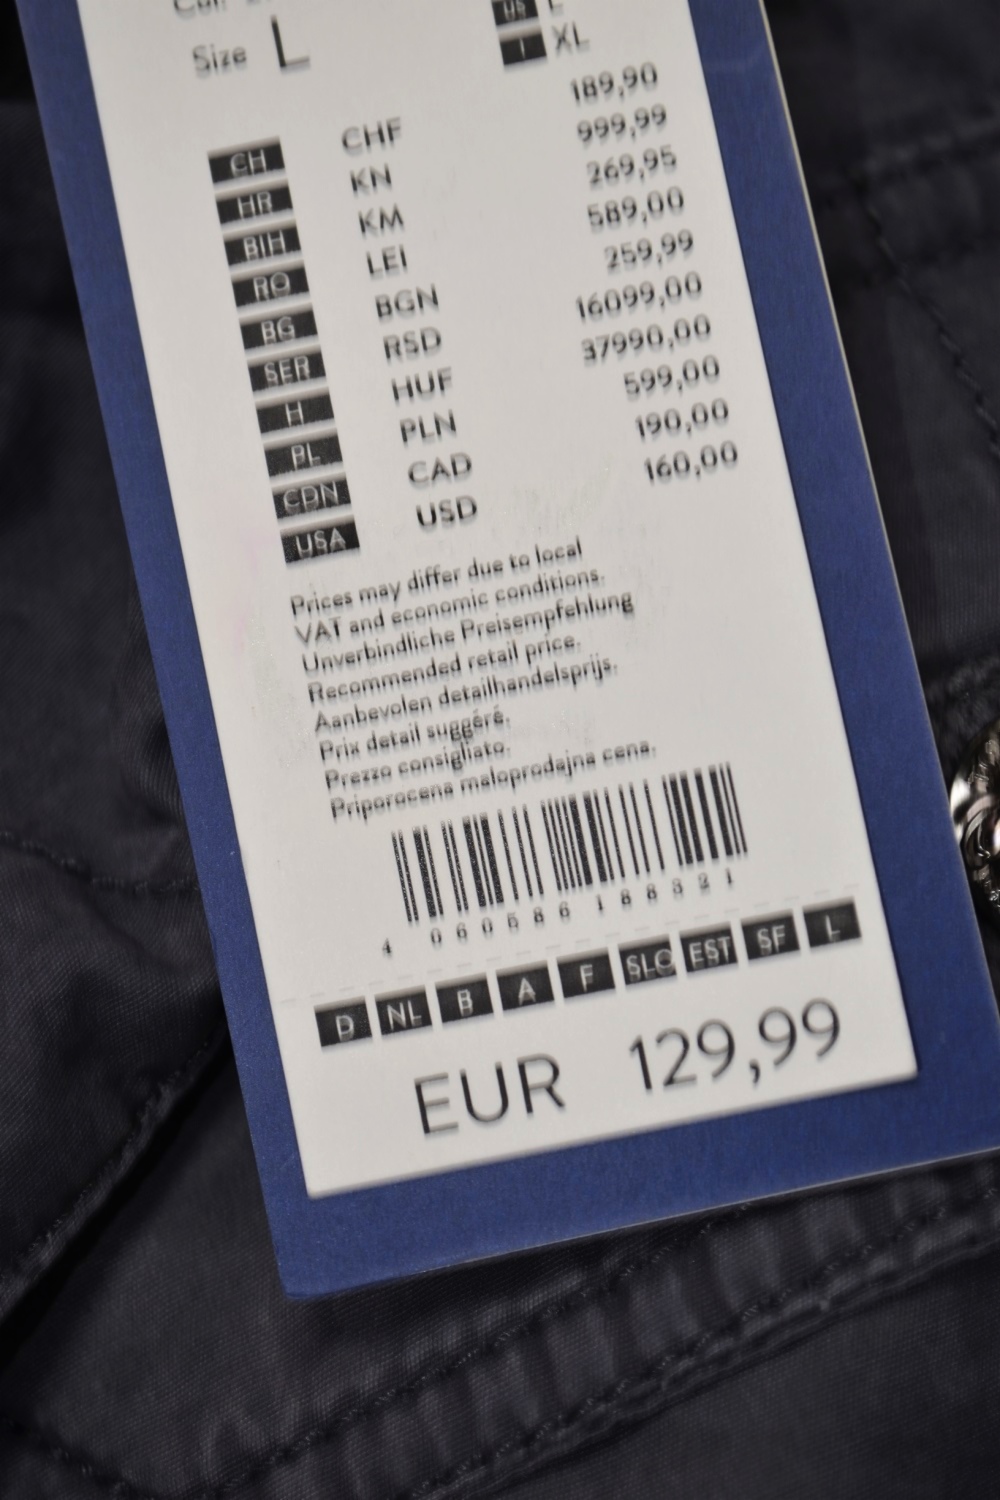 Size L
US L
I XL
CH CHF 189,90
HR KN 999,99
BIH KM 269,95
RO LEI 589,00
BG BGN 259,99
SER RSD 16099,00
H HUF 37990,00
PL PLN 599,00
CDN CAD 190,00
USA USD 160,00
Prices may differ due to local
VAT and economic conditions.
Unverbindliche Preisempfehlung
Recommended retail price.
Aanbevolen detailhandelsprijs.
Prix detail suggéré.
Prezzo consigliato.
Priporocena maloprodajna cena.
4 060586 188321
D NL B A F SLO EST SF L
EUR 129,99